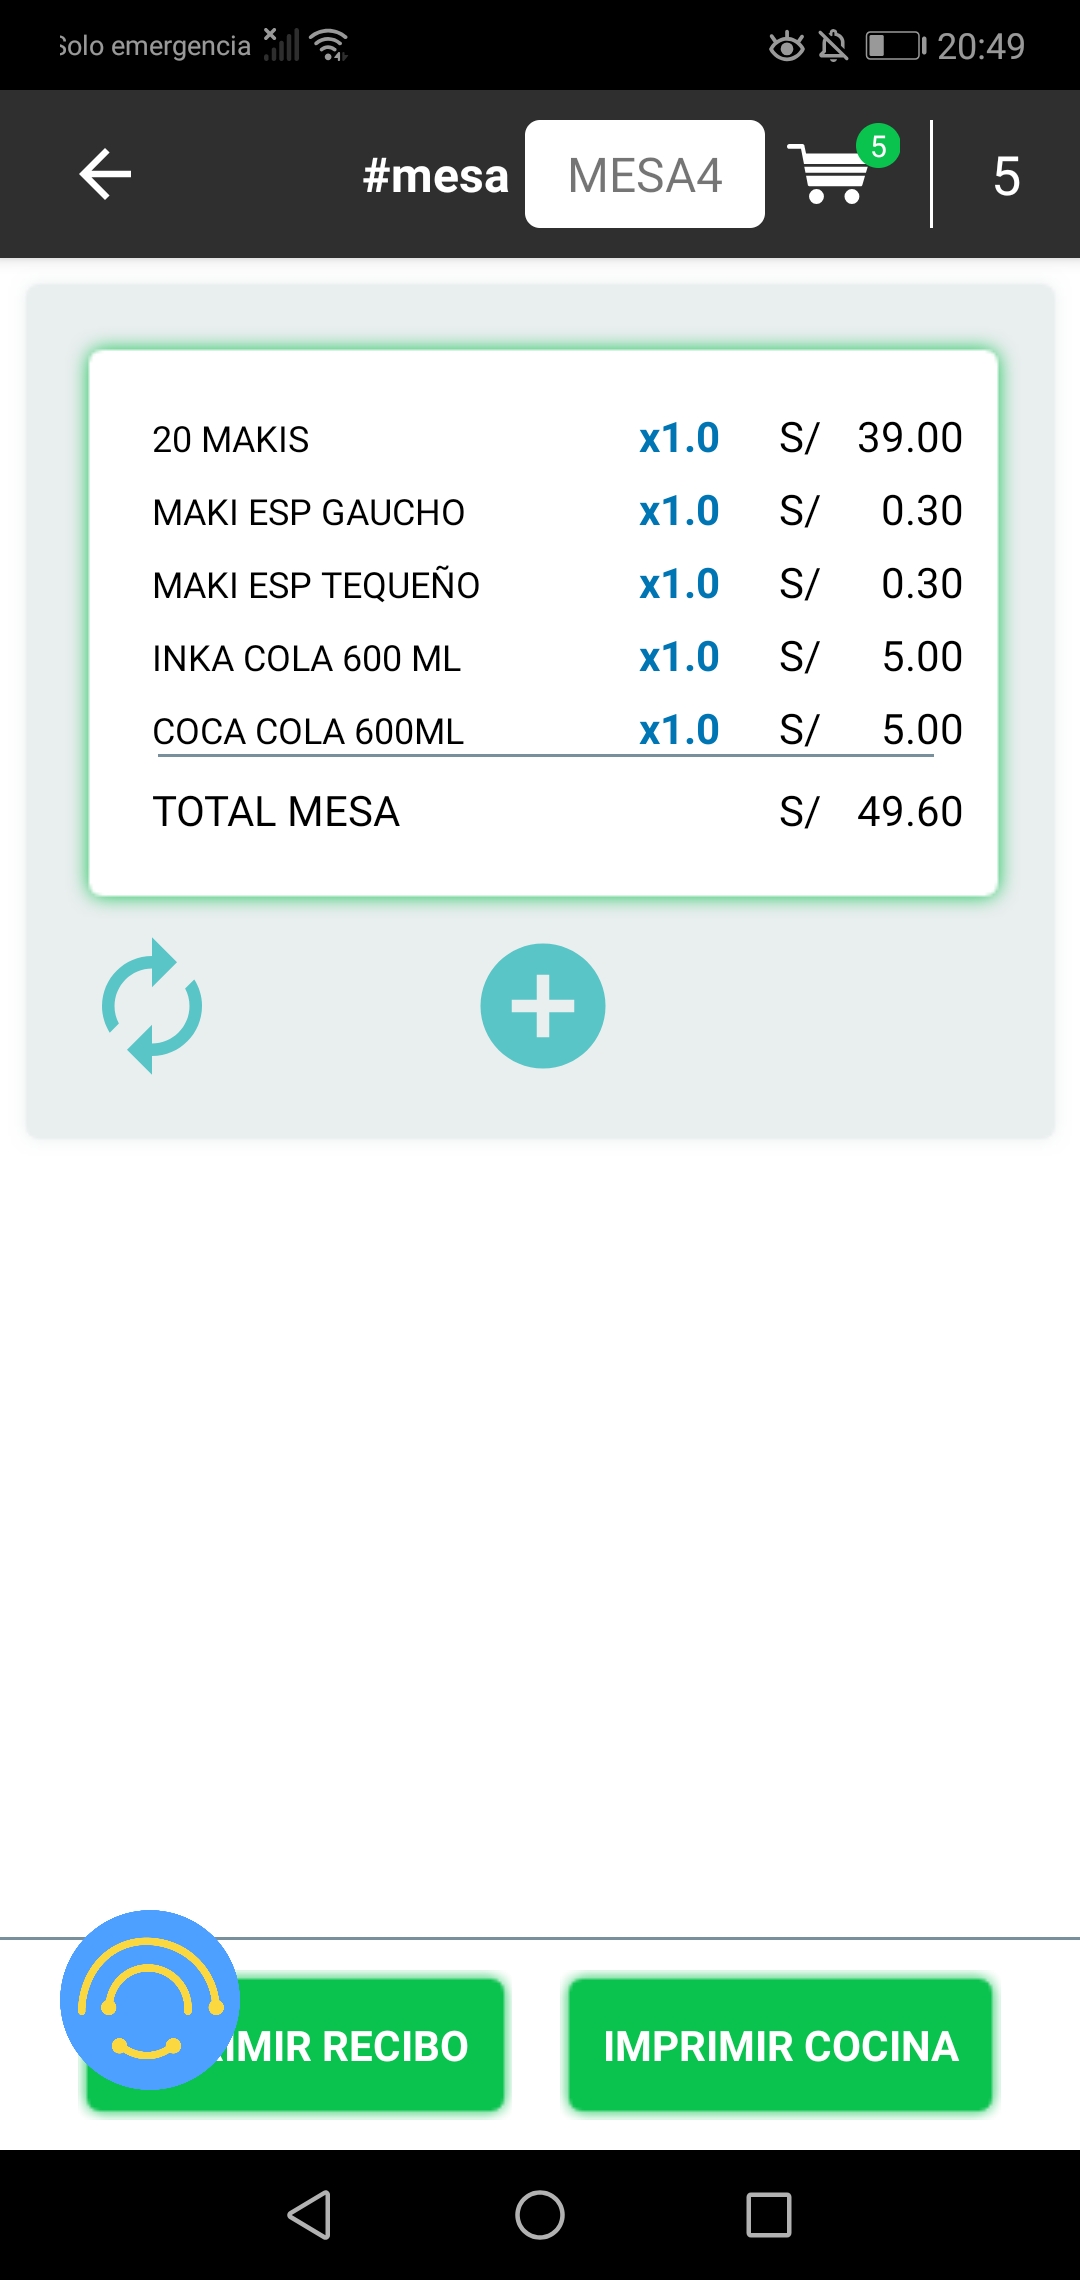 Solo emergencia 20:49
#mesa MESA4 5 5
20 MAKIS x1.0 S/ 39.00
MAKI ESP GAUCHO x1.0 S/ 0.30
MAKI ESP TEQUEÑO x1.0 S/ 0.30
INKA COLA 600 ML x1.0 S/ 5.00
COCA COLA 600ML x1.0 S/ 5.00
TOTAL MESA S/ 49.60
RECIBO IMPRIMIR COCINA